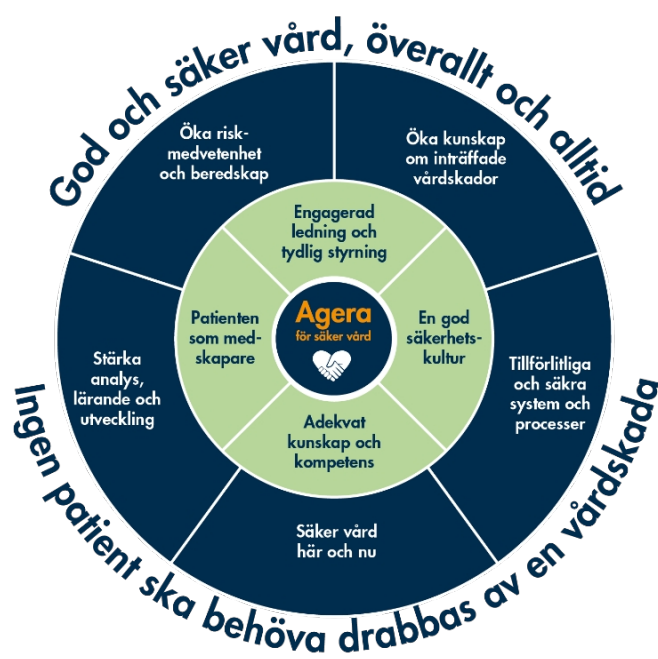 God och säker vård, överallt och alltid
Öka risk-
medvetenhet
och beredskap
Öka kunskap
om inträffade
vårdskador
Engagerad
ledning och
tydlig styrning
Patienten
som med-
skapare
Agera
för säker vård
En god
säkerhets-
kultur
Stärka
analys,
lärande och
utveckling
Tillförlitliga
och säkra
system och
processer
Adekvat
kunskap och
kompetens
Säker vård
här och nu
Ingen patient ska behöva drabbas av en vårdskada